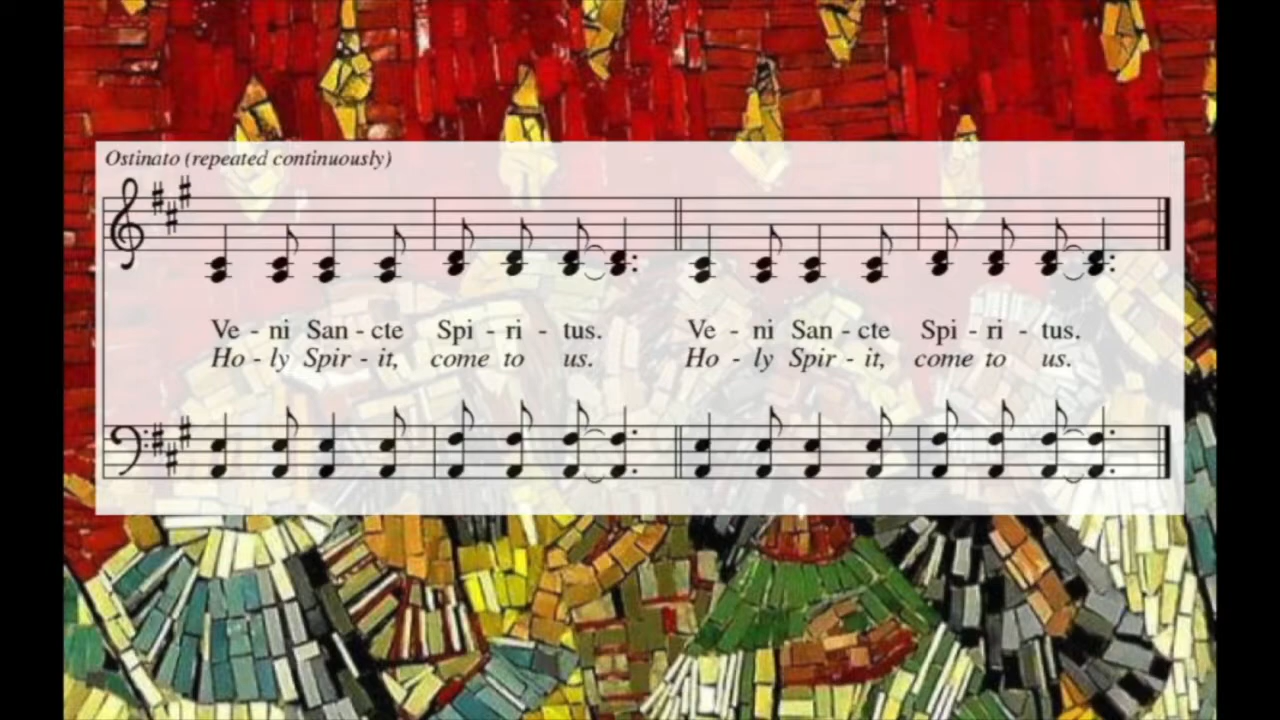 Ostinato (repeated continuously)
Ve - ni San - cte Spi - ri - tus. Ve - ni San - cte Spi - ri - tus.
Ho - ly Spir - it, come to us. Ho - ly Spir - it, come to us.